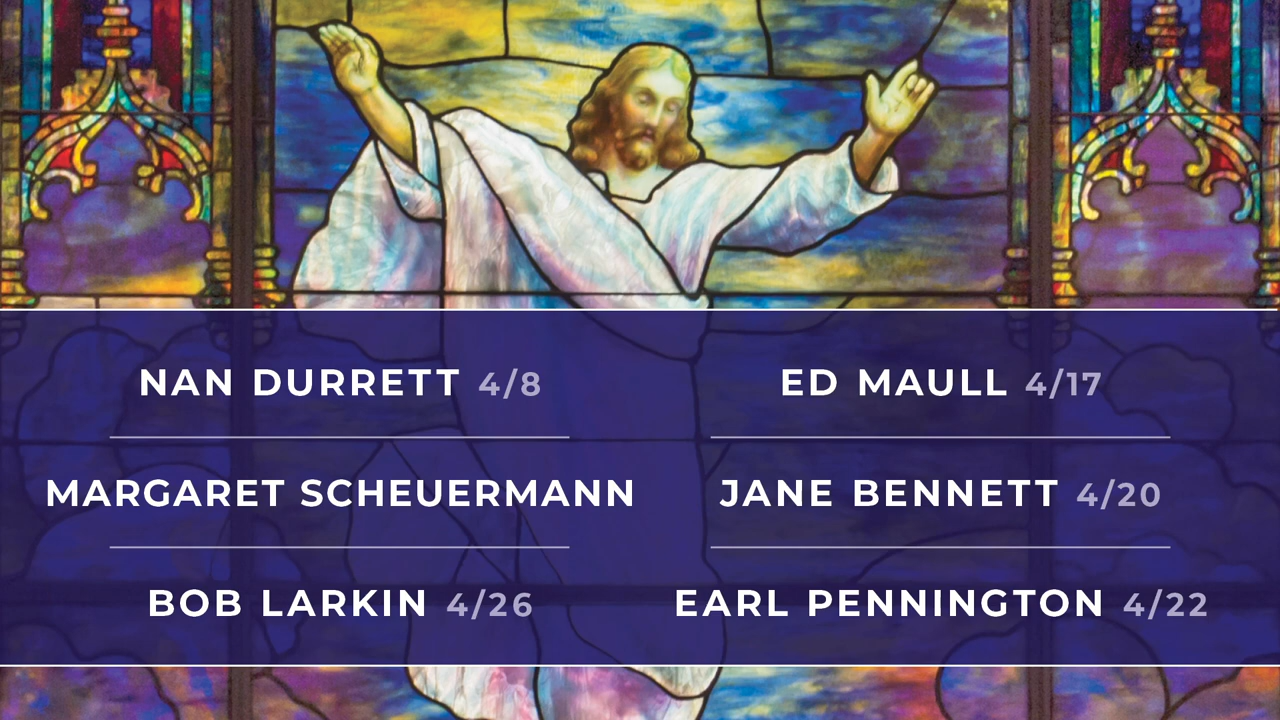 NAN DURRETT 4/8
MARGARET SCHEUERMANN
BOB LARKIN 4/26
ED MAULL 4/17
JANE BENNETT 4/20
EARL PENNINGTON 4/22